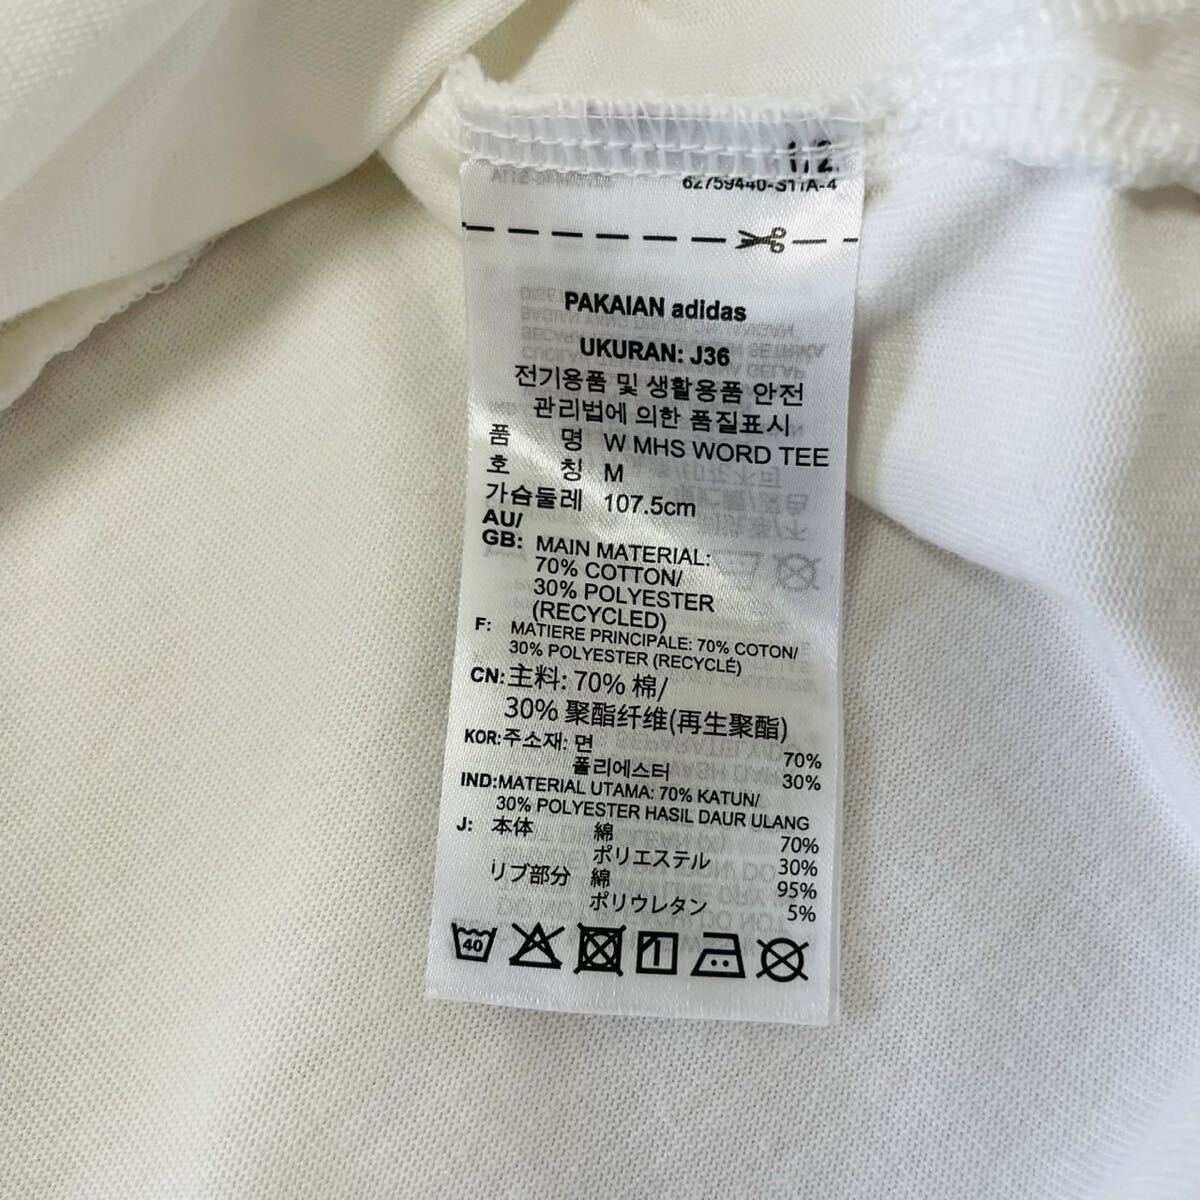 1/2
62759440-S11A-4
PAKAIAN adidas
UKURAN: J36
전기용품 및 생활용품 안전
관리법에 의한 품질표시
품 명 W MHS WORD TEE
호 칭 M
가슴둘레 107.5cm
AU/
GB: MAIN MATERIAL:
70% COTTON/
30% POLYESTER
(RECYCLED)
F: MATIERE PRINCIPALE: 70% COTON/
30% POLYESTER (RECYCLÉ)
CN: 主料: 70% 棉/
30% 聚酯纤维(再生聚酯)
KOR: 주소재: 면 70%
폴리에스터 30%
IND: MATERIAL UTAMA: 70% KATUN/
30% POLYESTER HASIL DAUR ULANG
J: 本体 綿 70%
ポリエステル 30%
リブ部分 綿 95%
ポリウレタン 5%
40